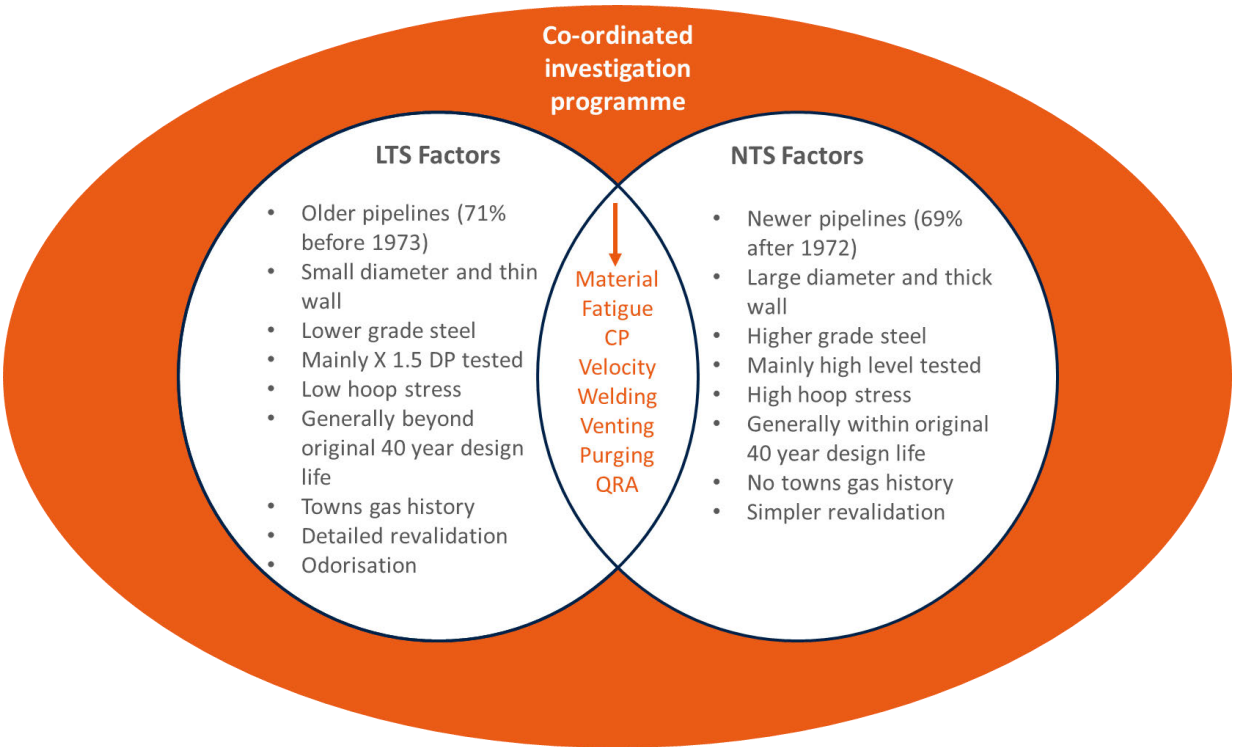 Co-ordinated
investigation
programme
LTS Factors
• Older pipelines (71%
before 1973)
• Small diameter and thin
wall
• Lower grade steel
• Mainly X 1.5 DP tested
• Low hoop stress
• Generally beyond
original 40 year design
life
• Towns gas history
• Detailed revalidation
• Odorisation
Material
Fatigue
CP
Velocity
Welding
Venting
Purging
QRA
NTS Factors
• Newer pipelines (69%
after 1972)
• Large diameter and thick
wall
• Higher grade steel
• Mainly high level tested
• High hoop stress
• Generally within original
40 year design life
• No towns gas history
• Simpler revalidation